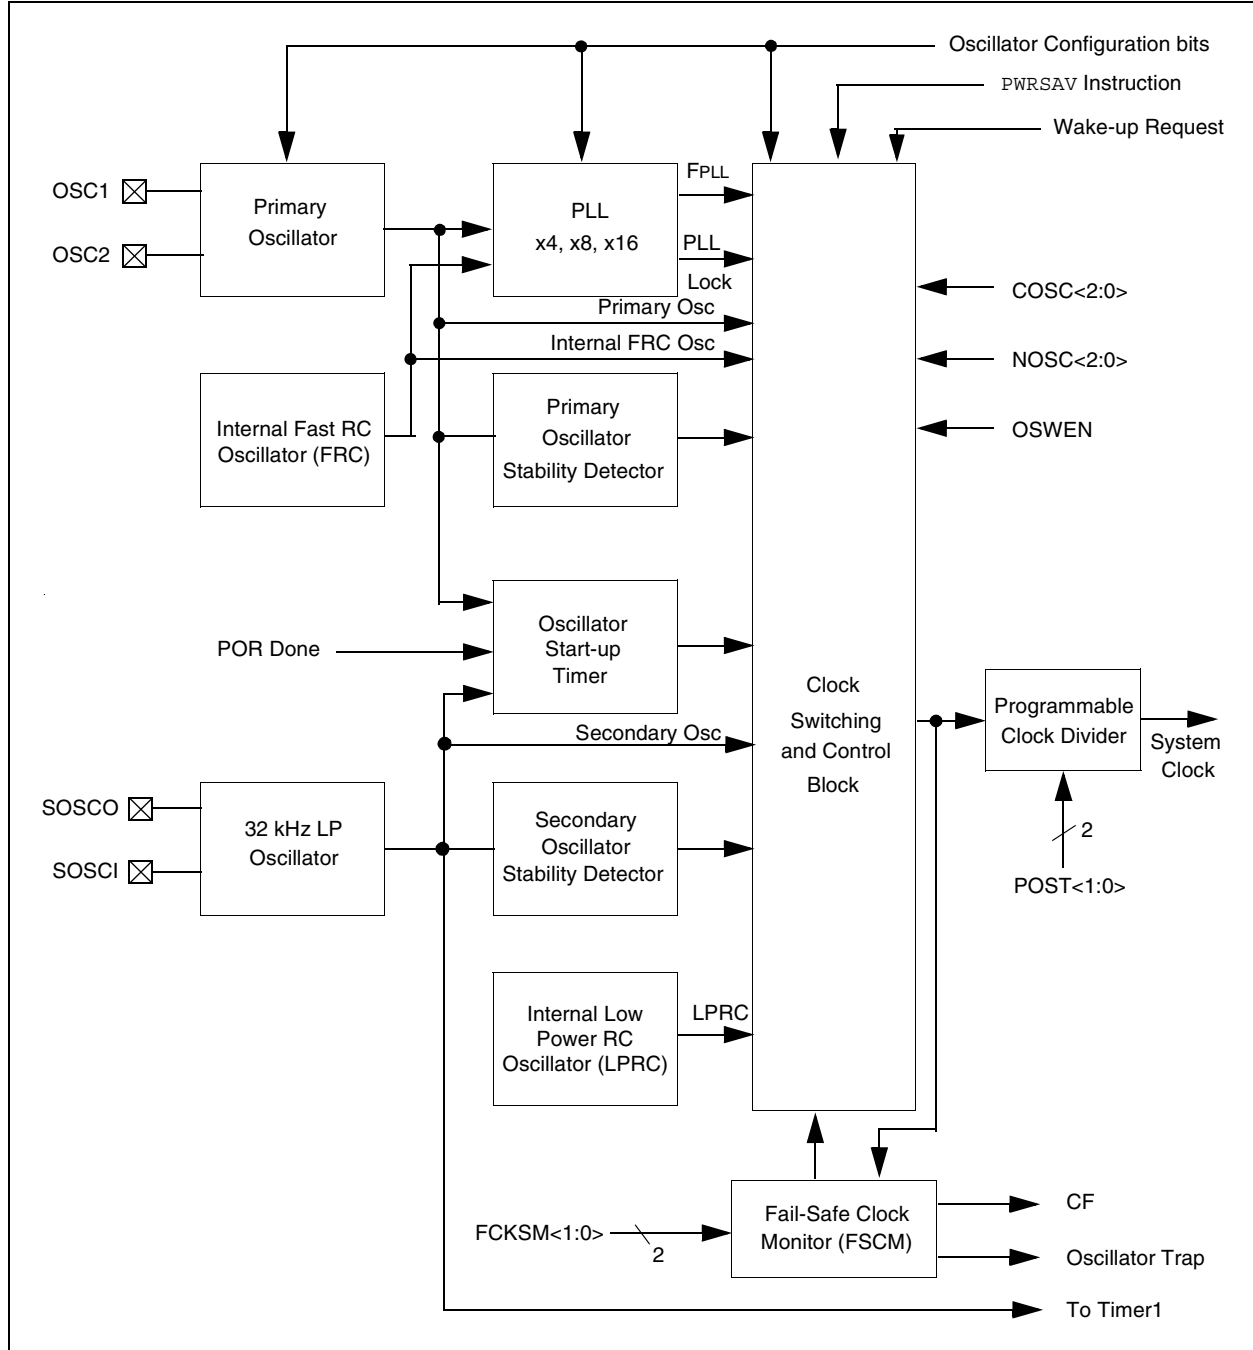 Oscillator Configuration bits
PWRSAV Instruction
Wake-up Request
OSC1
OSC2
Primary
Oscillator
PLL
x4, x8, x16
FPLL
PLL
Lock
Primary Osc
Internal FRC Osc
COSC<2:0>
NOSC<2:0>
OSWEN
Internal Fast RC
Oscillator (FRC)
Primary
Oscillator
Stability Detector
POR Done
Oscillator
Start-up
Timer
Secondary Osc
Clock
Switching
and Control
Block
Programmable
Clock Divider
System
Clock
2
POST<1:0>
SOSCO
SOSCI
32 kHz LP
Oscillator
Secondary
Oscillator
Stability Detector
Internal Low
Power RC
Oscillator (LPRC)
LPRC
FCKSM<1:0>
2
Fail-Safe Clock
Monitor (FSCM)
CF
Oscillator Trap
To Timer1